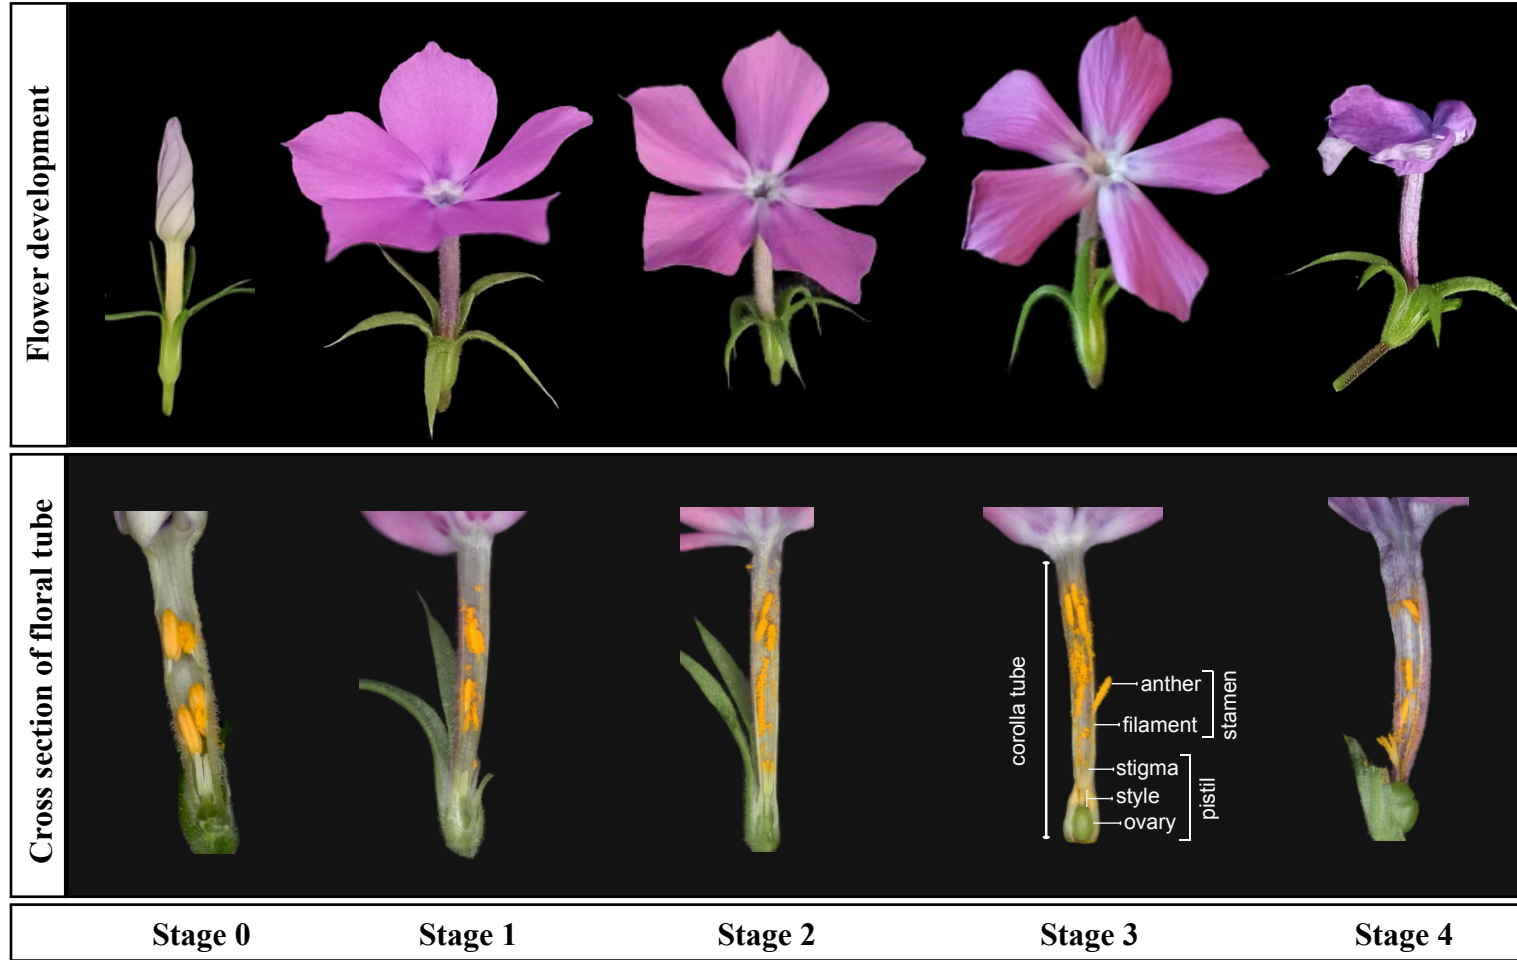 Flower development
Cross section of floral tube
corolla tube
anther
filament
stamen
stigma
style
ovary
pistil
Stage 0
Stage 1
Stage 2
Stage 3
Stage 4